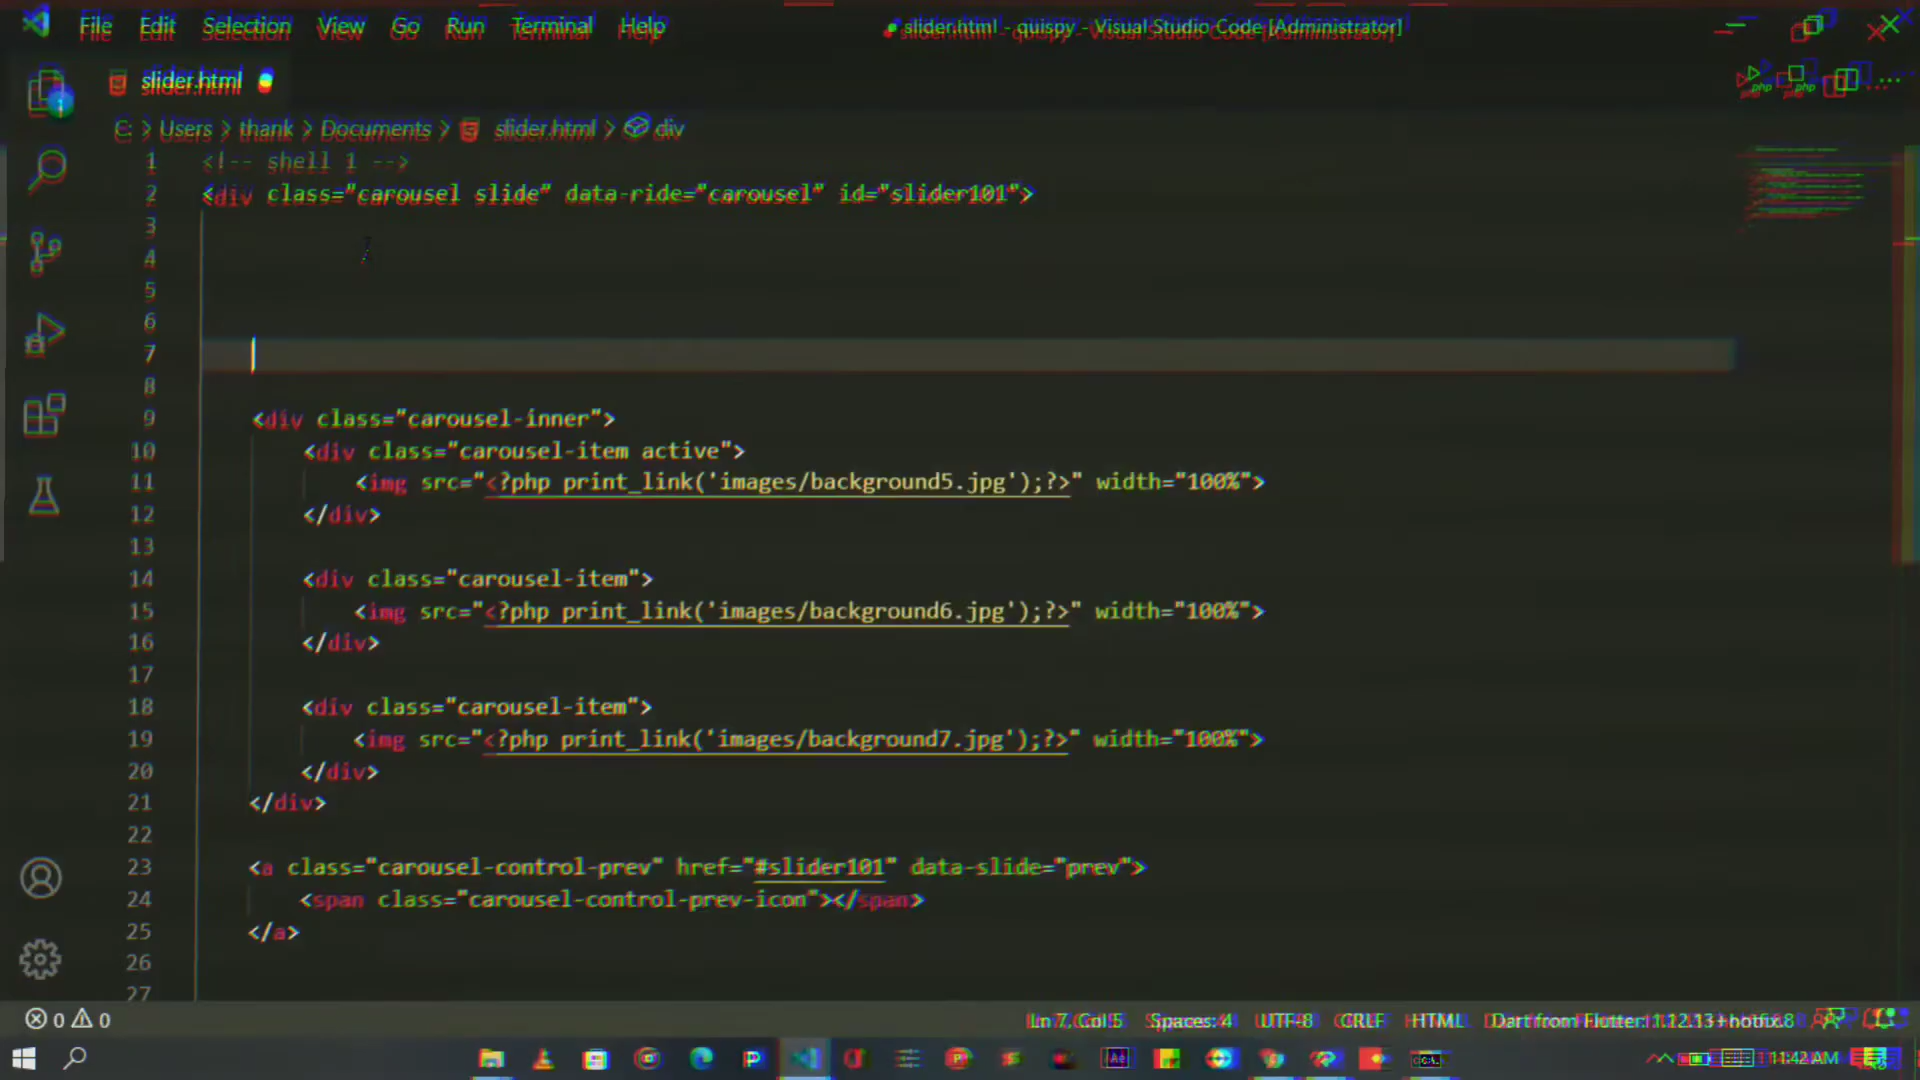 File Edit Selection View Go Run Terminal Help
slider.html - quispy - Visual Studio Code [Administrator]
slider.html
php php
C: > Users > thank > Documents > slider.html > div
1 <!-- shell 1 -->
2 <div class="carousel slide" data-ride="carousel" id="slider101">
3
4
5
6
7
8
9 <div class="carousel-inner">
10 <div class="carousel-item active">
11 <img src="<?php print_link('images/background5.jpg');?>" width="100%">
12 </div>
13
14 <div class="carousel-item">
15 <img src="<?php print_link('images/background6.jpg');?>" width="100%">
16 </div>
17
18 <div class="carousel-item">
19 <img src="<?php print_link('images/background7.jpg');?>" width="100%">
20 </div>
21 </div>
22
23 <a class="carousel-control-prev" href="#slider101" data-slide="prev">
24 <span class="carousel-control-prev-icon"></span>
25 </a>
26
27
0 0 Ln 7, Col 5 Spaces: 4 UTF-8 CRLF HTML Dart from Flutter: 1.12.13+hotfix.8
Ae 11:42 AM